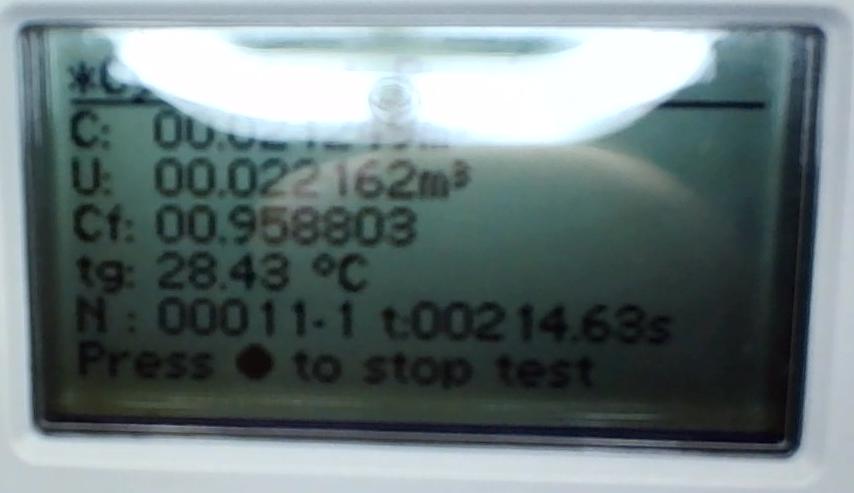 C:
U: 00.022162m³
Cf: 00.958803
tg: 28.43 °C
N : 00011-1 t:00214.63s
Press ● to stop test